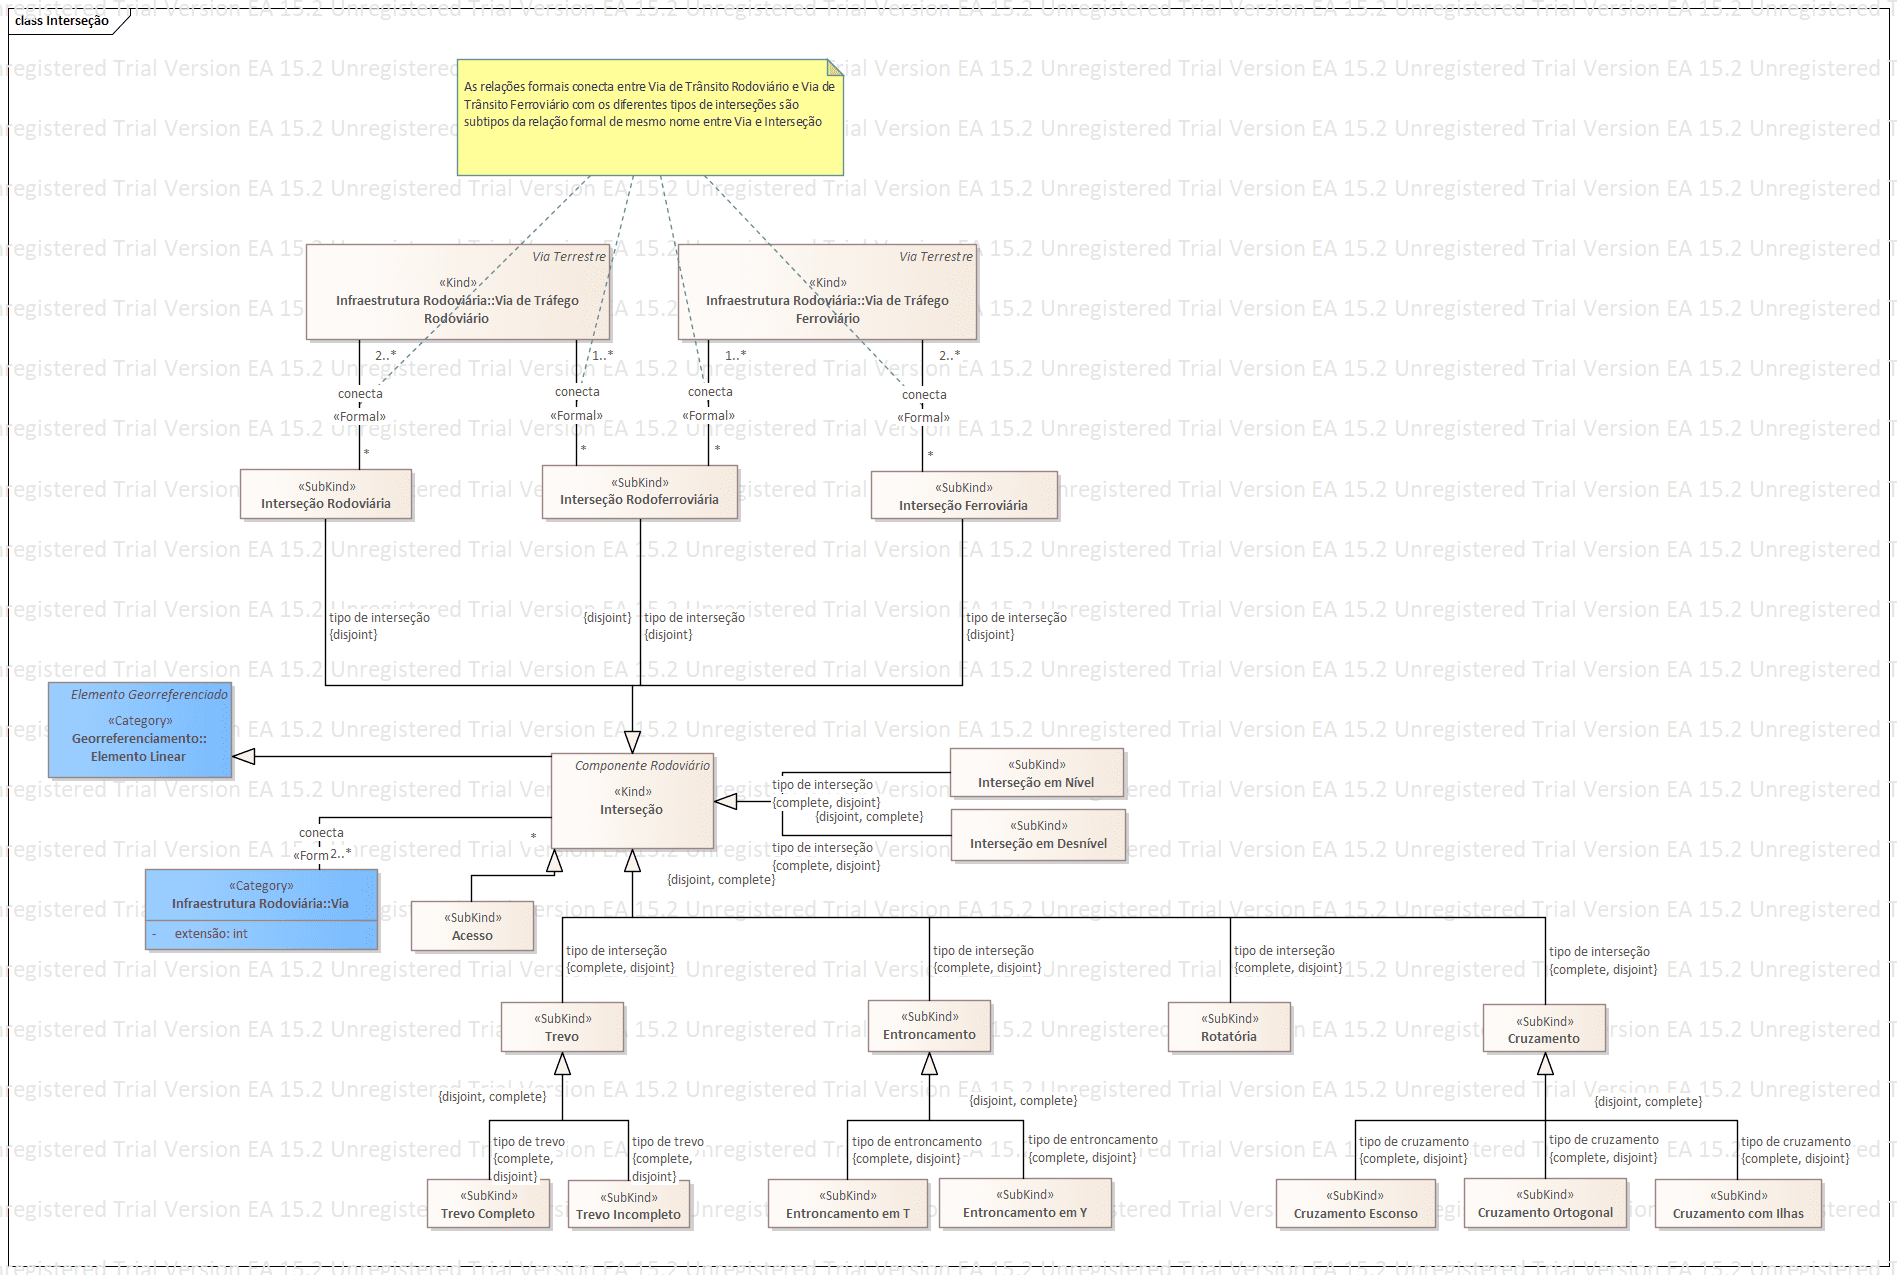 class Interseção
As relações formais conecta entre Via de Trânsito Rodoviário e Via de
Trânsito Ferroviário com os diferentes tipos de interseções são
subtipos da relação formal de mesmo nome entre Via e Interseção
Via Terrestre
«Kind»
Infraestrutura Rodoviária::Via de Tráfego
Rodoviário
Via Terrestre
«Kind»
Infraestrutura Rodoviária::Via de Tráfego
Ferroviário
2..*
1..*
1..*
2..*
conecta
conecta
conecta
conecta
«Formal»
«Formal»
«Formal»
«Formal»
*
*
*
*
«SubKind»
Interseção Rodoviária
«SubKind»
Interseção Rodoferroviária
«SubKind»
Interseção Ferroviária
tipo de interseção
{disjoint}
{disjoint}
tipo de interseção
{disjoint}
tipo de interseção
{disjoint}
Elemento Georreferenciado
«Category»
Georreferenciamento::
Elemento Linear
Componente Rodoviário
«Kind»
Interseção
«SubKind»
Interseção em Nível
tipo de interseção
{complete, disjoint}
{disjoint, complete}
«SubKind»
Interseção em Desnível
tipo de interseção
{complete, disjoint}
conecta
*
«Form
2..*
«Category»
Infraestrutura Rodoviária::Via
- extensão: int
{disjoint, complete}
«SubKind»
Acesso
tipo de interseção
{complete, disjoint}
tipo de interseção
{complete, disjoint}
tipo de interseção
{complete, disjoint}
tipo de interseção
{complete, disjoint}
«SubKind»
Trevo
«SubKind»
Entroncamento
«SubKind»
Rotatória
«SubKind»
Cruzamento
{disjoint, complete}
{disjoint, complete}
{disjoint, complete}
tipo de trevo
{complete,
disjoint}
tipo de trevo
{complete,
disjoint}
tipo de entroncamento
{complete, disjoint}
tipo de entroncamento
{complete, disjoint}
tipo de cruzamento
{complete, disjoint}
tipo de cruzamento
{complete, disjoint}
tipo de cruzamento
{complete, disjoint}
«SubKind»
Trevo Completo
«SubKind»
Trevo Incompleto
«SubKind»
Entroncamento em T
«SubKind»
Entroncamento em Y
«SubKind»
Cruzamento Esconso
«SubKind»
Cruzamento Ortogonal
«SubKind»
Cruzamento com Ilhas
Unregistered Trial Version EA 15.2